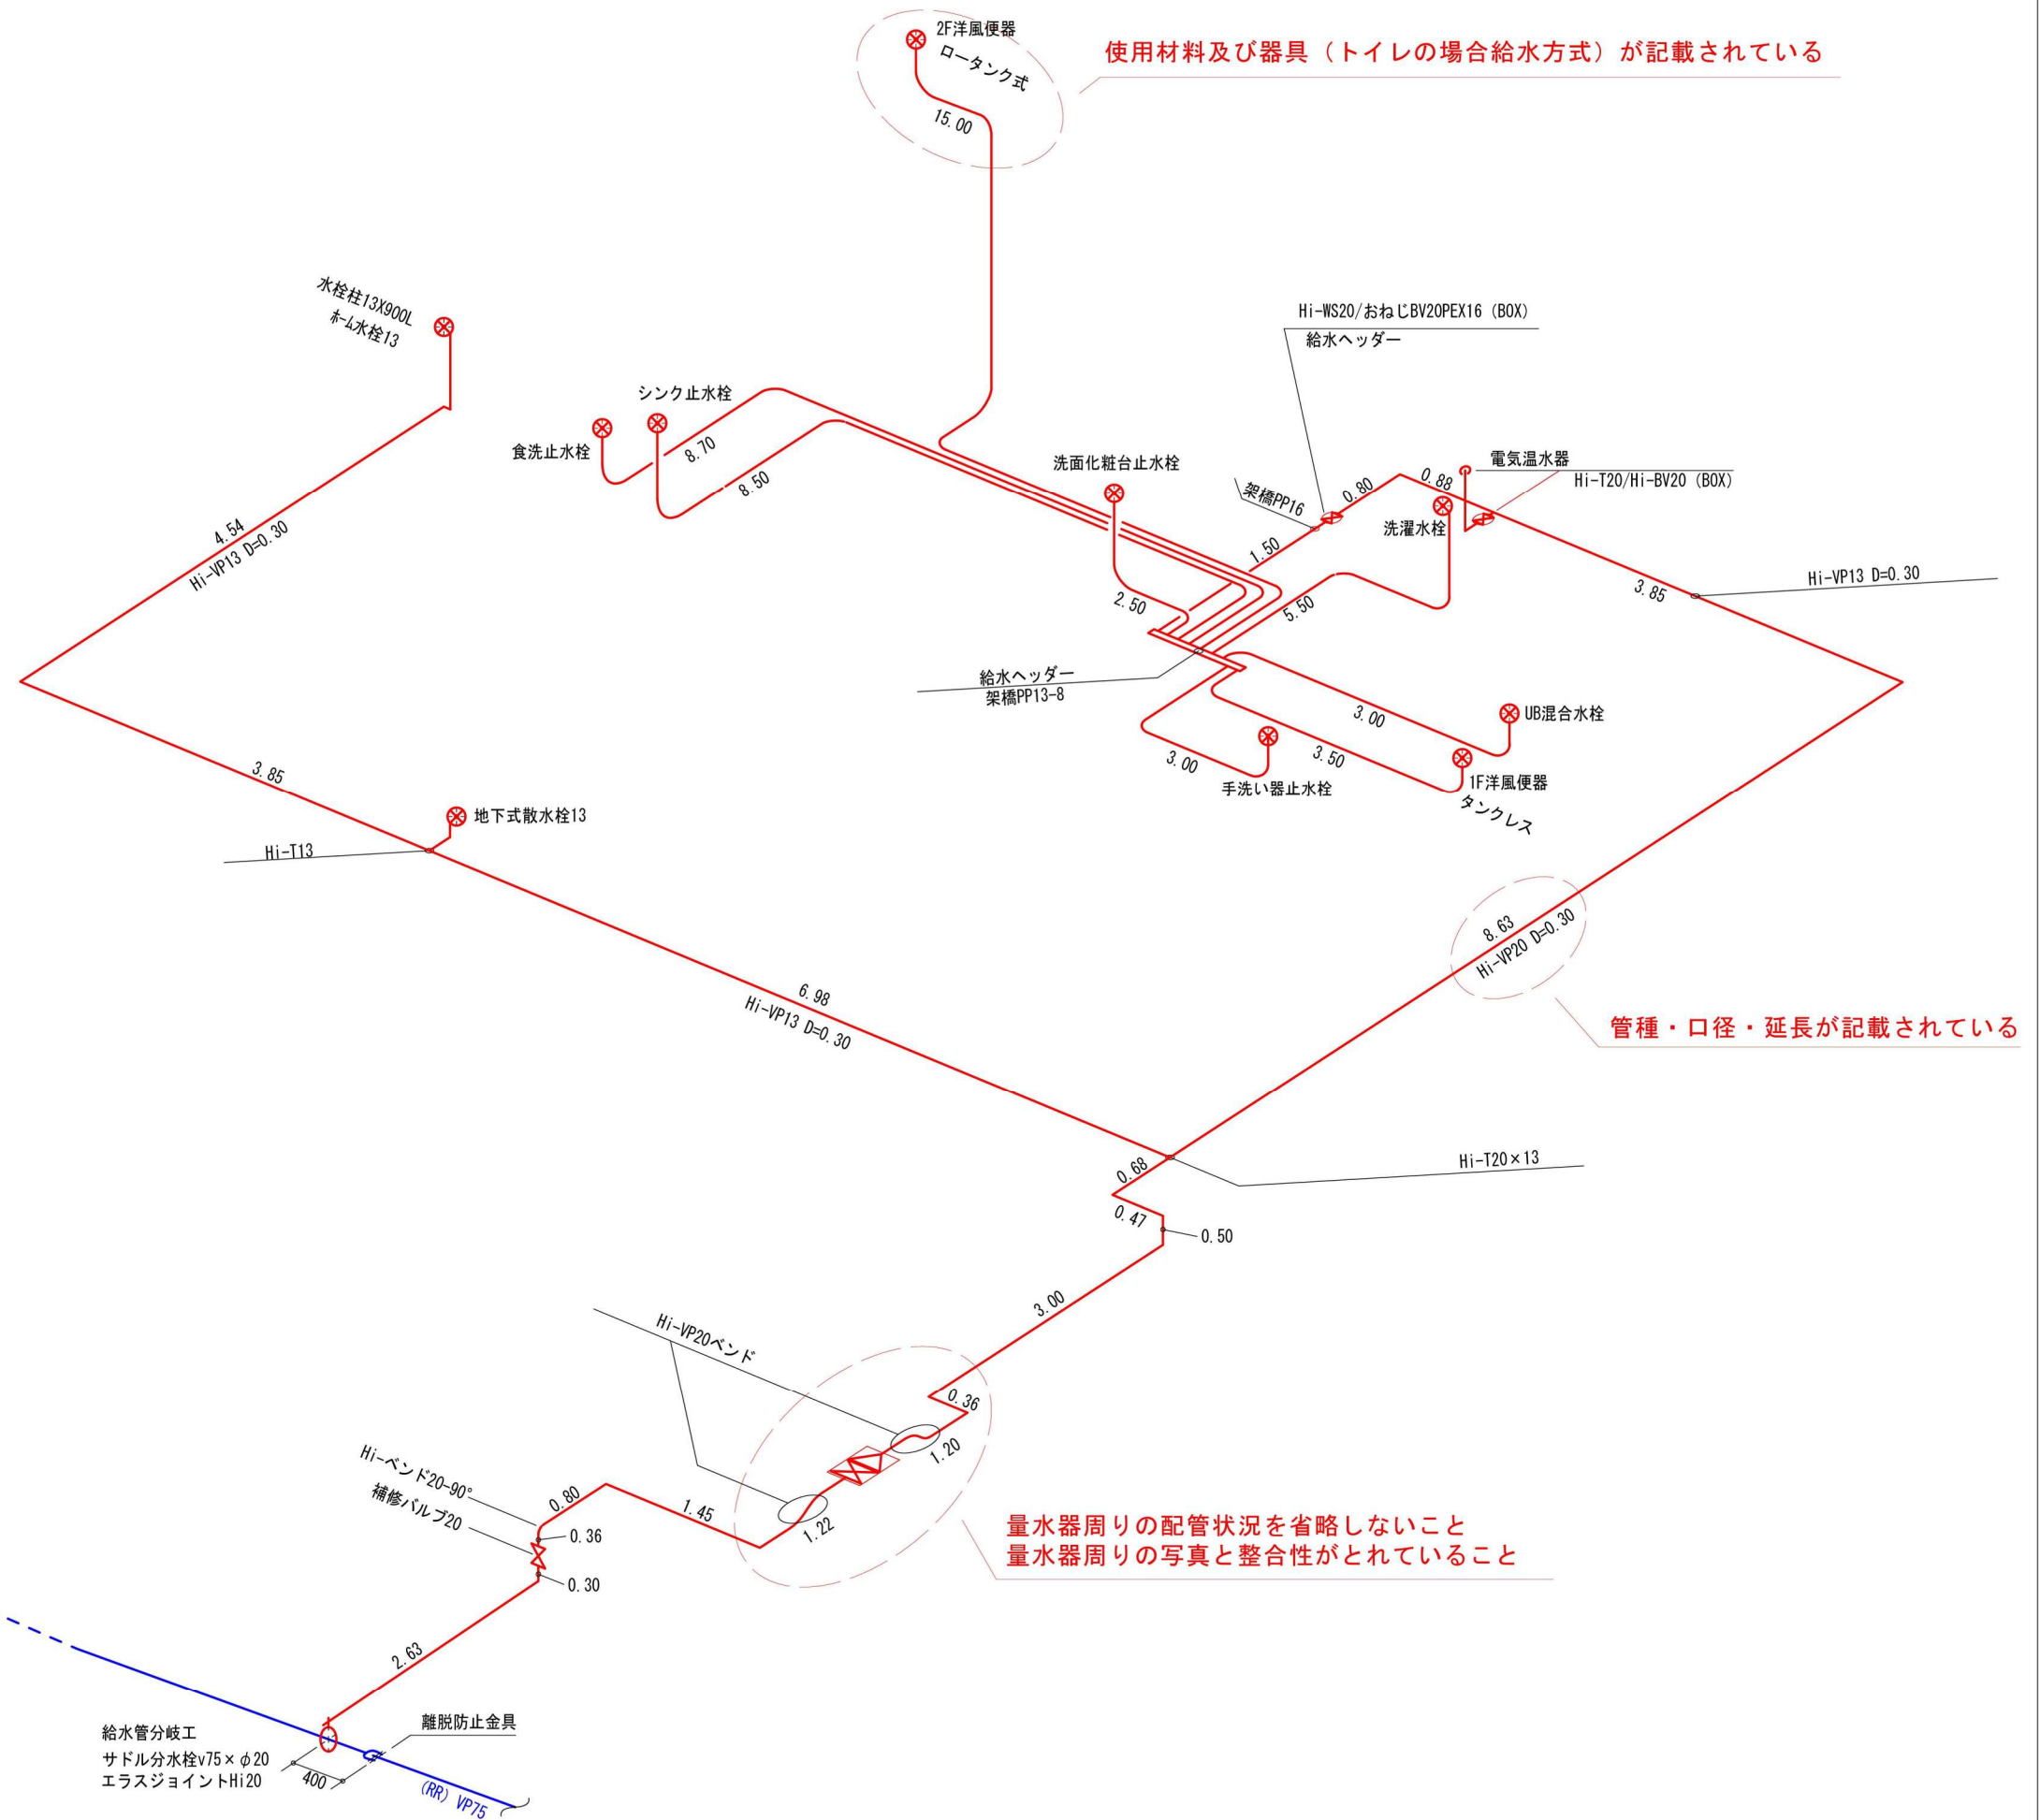 2F洋風便器
ロータンク式
使用材料及び器具（トイレの場合給水方式）が記載されている
15.00
水栓柱13X900L
ﾎｰﾑ水栓13
Hi-WS20/おねじBV20PEX16（BOX）
給水ヘッダー
シンク止水栓
食洗止水栓
8.70
8.50
洗面化粧台止水栓
架橋PP16
0.80
0.88
電気温水器
Hi-T20/Hi-BV20（BOX）
洗濯水栓
4.54
Hi-VP13 D=0.30
1.50
2.50
5.50
3.85
Hi-VP13 D=0.30
給水ヘッダー
架橋PP13-8
3.00
UB混合水栓
3.00
3.50
手洗い器止水栓
1F洋風便器
タンクレス
3.85
地下式散水栓13
Hi-T13
8.63
Hi-VP20 D=0.30
6.98
Hi-VP13 D=0.30
管種・口径・延長が記載されている
0.68
Hi-T20×13
0.47
0.50
3.00
Hi-VP20ベンド
0.36
1.20
Hi-ベンド20-90°
補修バルブ20
0.80
1.45
1.22
0.36
0.30
量水器周りの配管状況を省略しないこと
量水器周りの写真と整合性がとれていること
2.63
給水管分岐工
サドル分水栓v75×φ20
エラスジョイントHi20
離脱防止金具
400
(RR) VP75